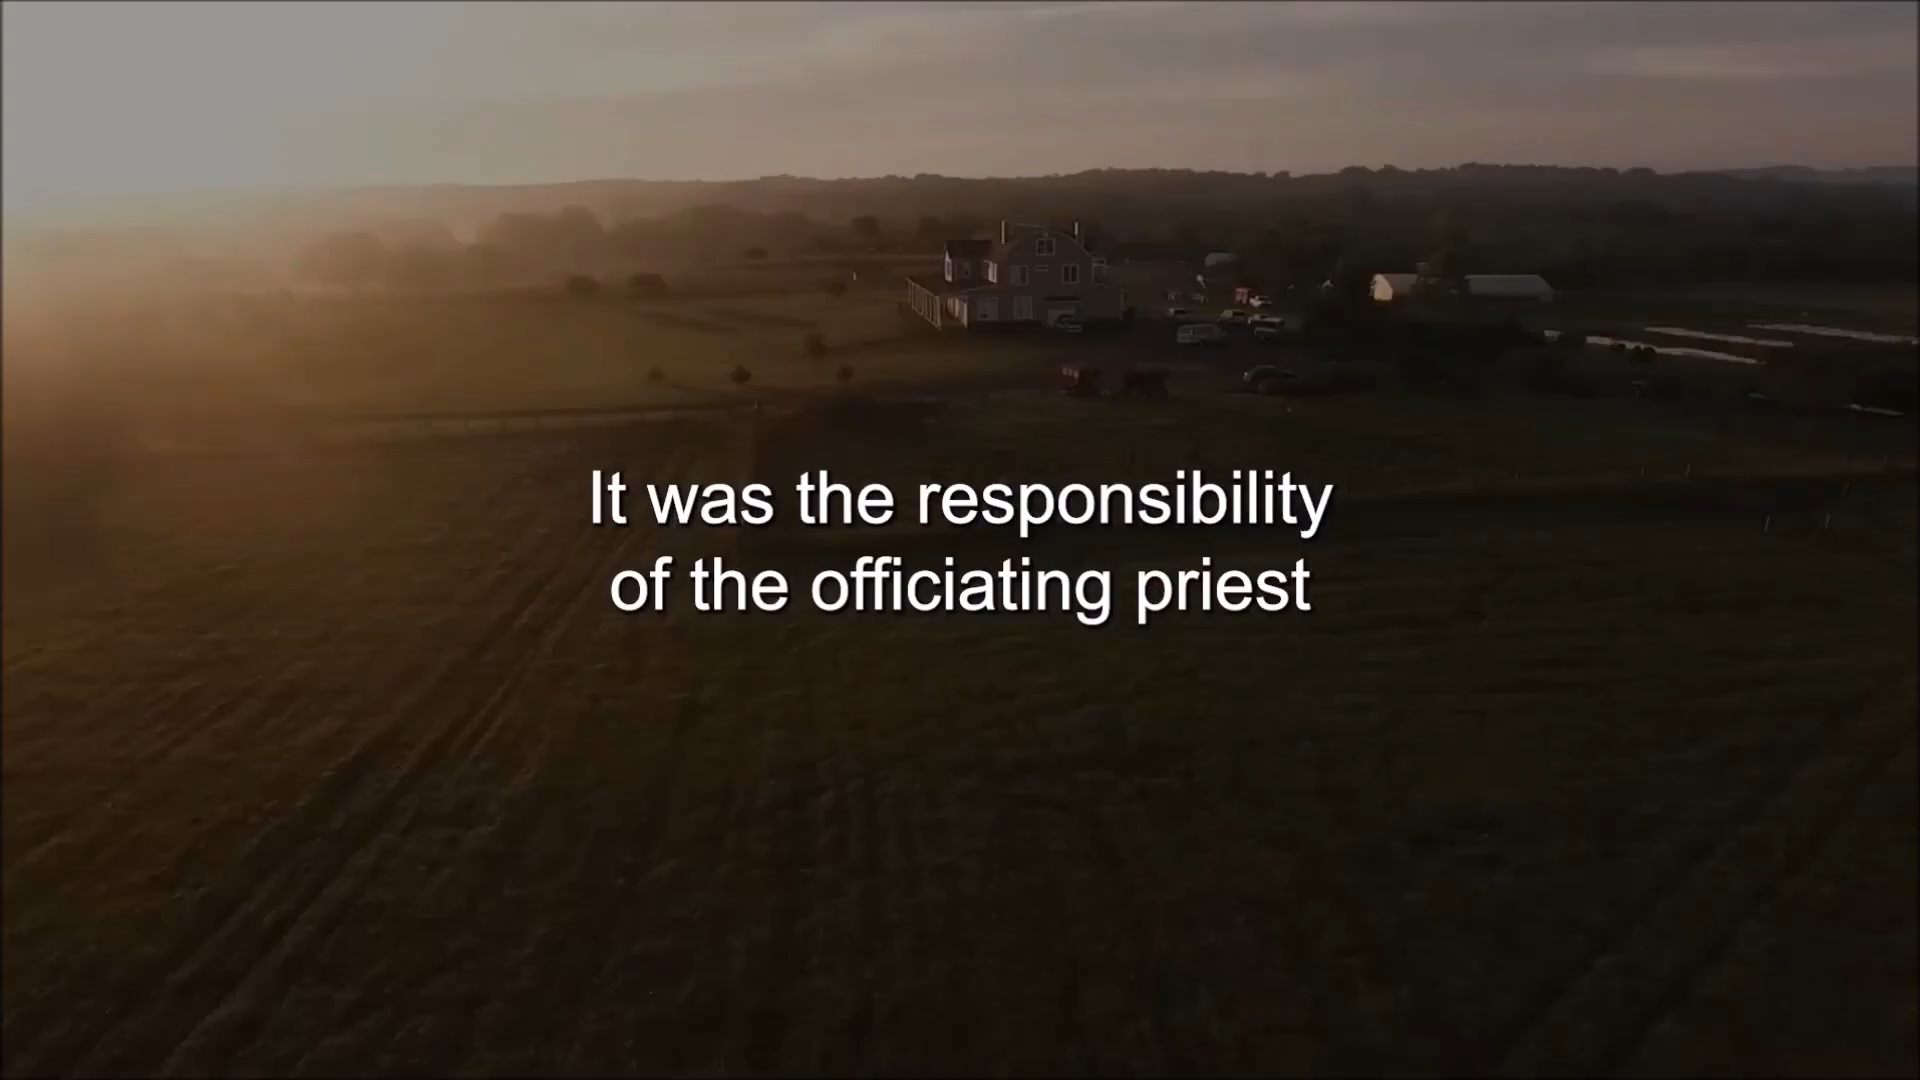 It was the responsibility
of the officiating priest